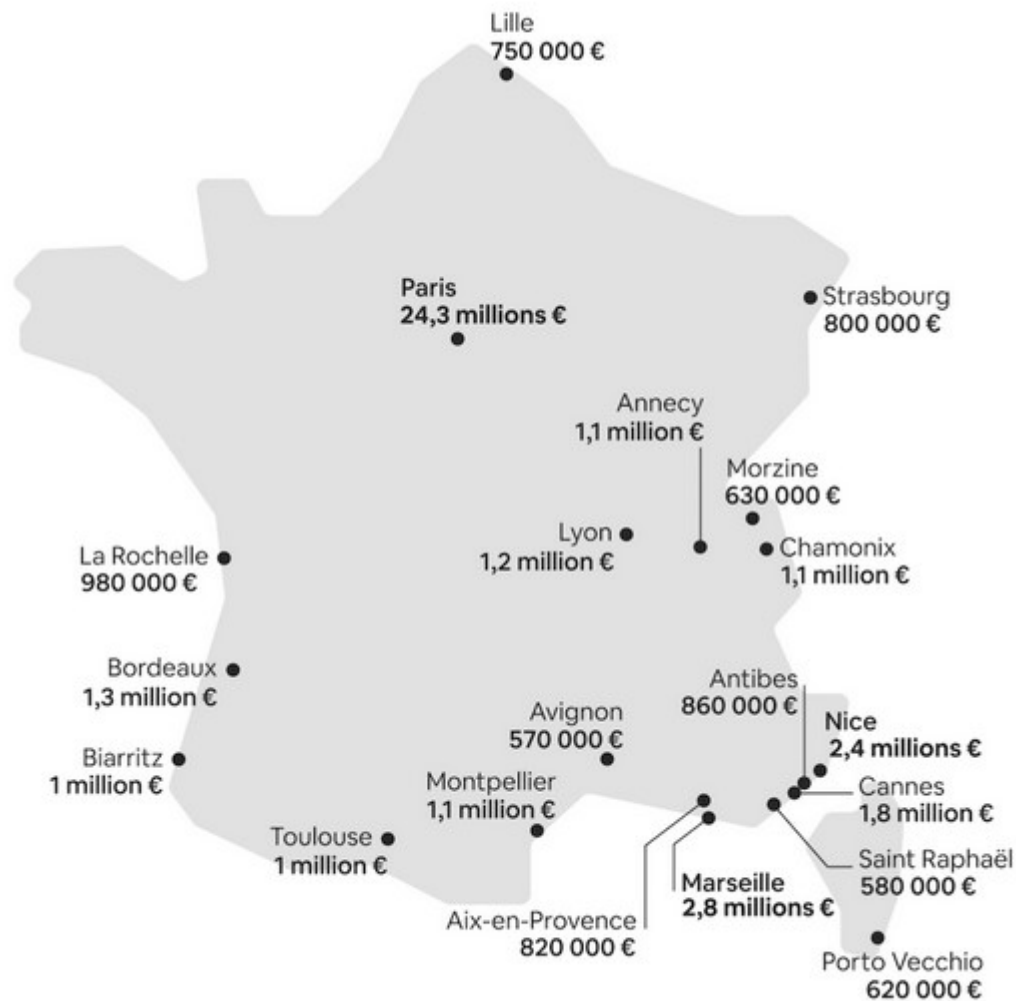 Lille
750 000 €
Paris
24,3 millions €
Strasbourg
800 000 €
Annecy
1,1 million €
Morzine
630 000 €
Lyon
1,2 million €
Chamonix
1,1 million €
La Rochelle
980 000 €
Bordeaux
1,3 million €
Antibes
860 000 €
Avignon
570 000 €
Nice
2,4 millions €
Biarritz
1 million €
Montpellier
1,1 million €
Cannes
1,8 million €
Toulouse
1 million €
Saint Raphaël
580 000 €
Marseille
2,8 millions €
Aix-en-Provence
820 000 €
Porto Vecchio
620 000 €